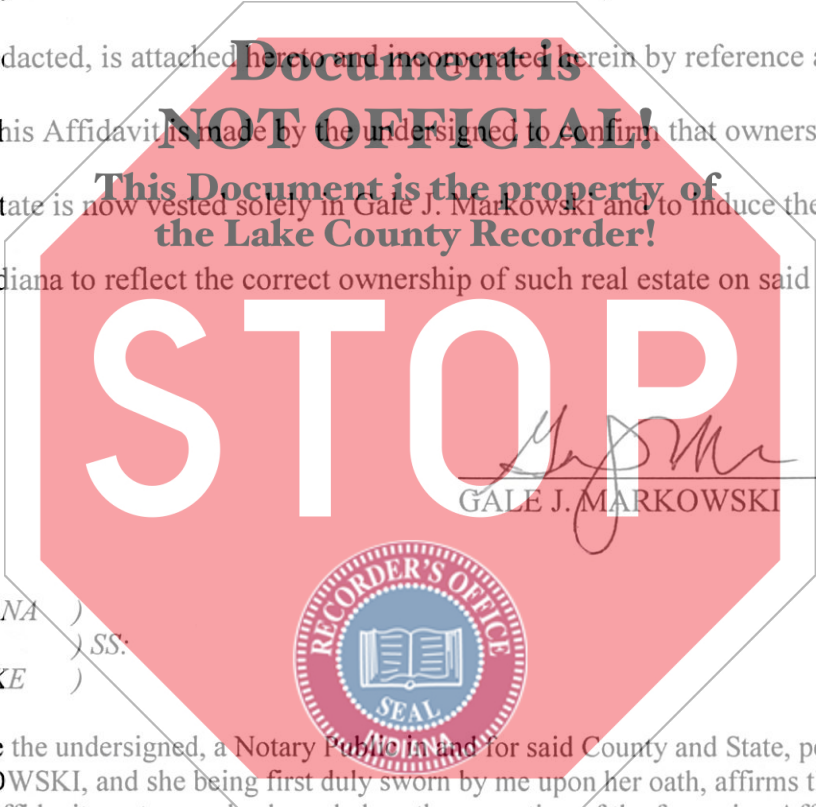 dacted, is attached hereto and incorporated herein by reference a
Document is
his Affidavit is made by the undersigned to confirm that owners
NOT OFFICIAL!
This Document is the property of
tate is now vested solely in Gale J. Markowski and to induce the
the Lake County Recorder!
diana to reflect the correct ownership of such real estate on said
STOP
GALE J. MARKOWSKI
RECORDER'S OFFICE
SEAL
INDIANA
NA )
) SS:
KE )
e the undersigned, a Notary Public in and for said County and State, pe
OWSKI, and she being first duly sworn by me upon her oath, affirms t